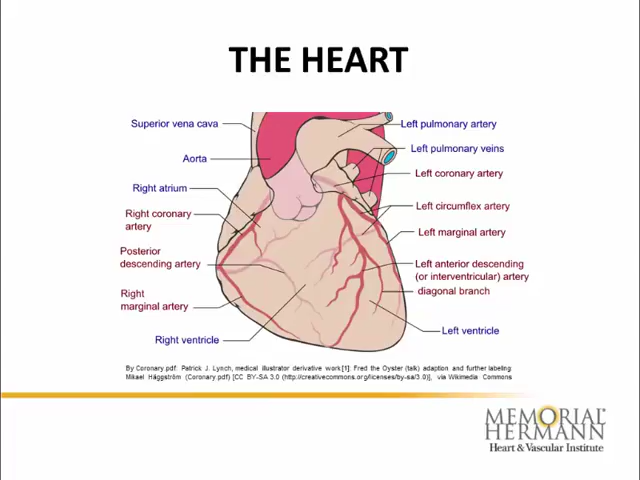 THE HEART
Superior vena cava
Left pulmonary artery
Left pulmonary veins
Aorta
Left coronary artery
Right atrium
Left circumflex artery
Right coronary
artery
Left marginal artery
Posterior
descending artery
Left anterior descending
(or interventricular) artery
diagonal branch
Right
marginal artery
Left ventricle
Right ventricle
By Coronary.pdf: Patrick J. Lynch, medical illustrator derivative work[1]: Fred the Oyster (talk) adaption and further labeling:
Mikael Häggström (Coronary.pdf) [CC BY-SA 3.0 (http://creativecommons.org/licenses/by-sa/3.0)], via Wikimedia Commons
MEMORIAL
HERMANN
Heart & Vascular Institute